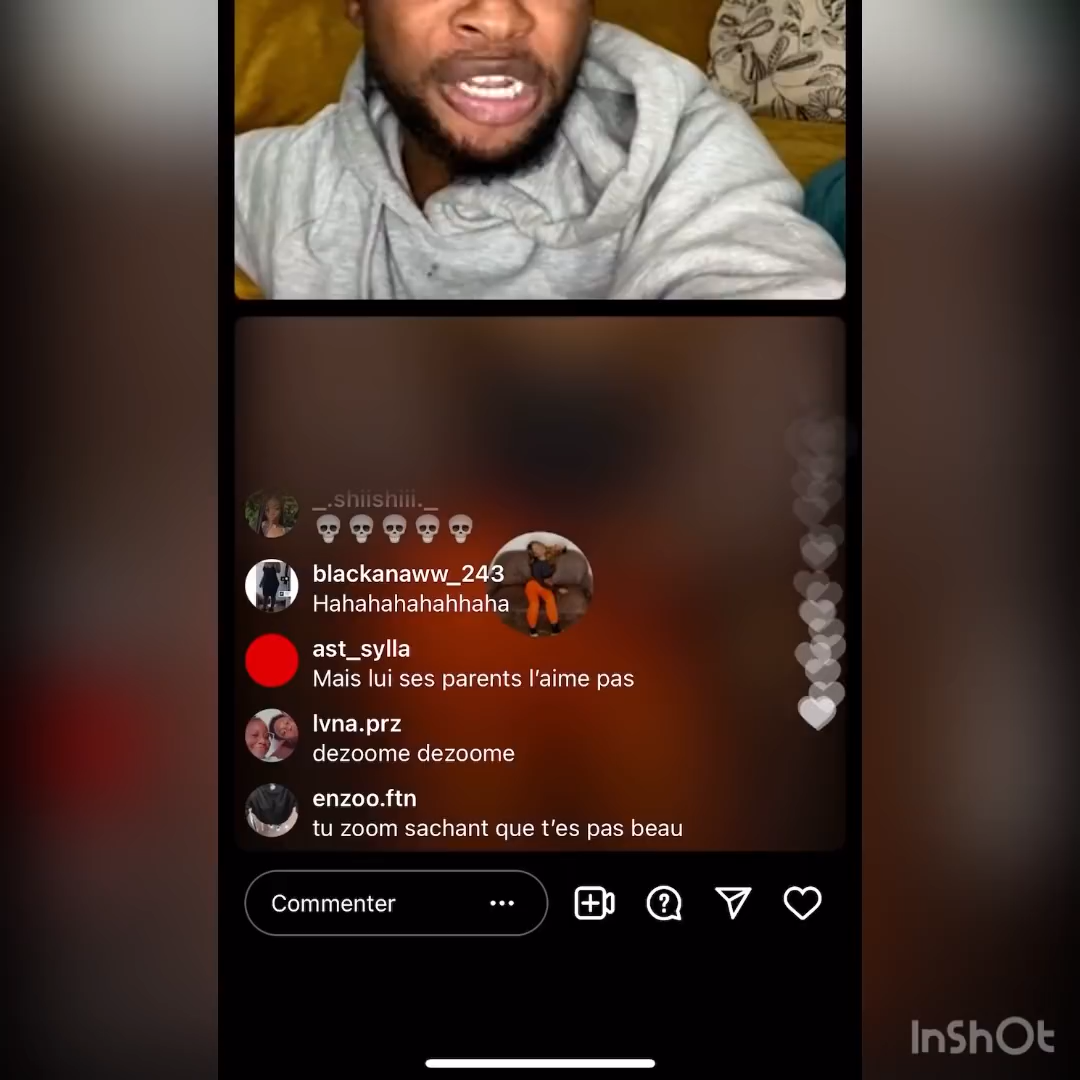 _.shiishiii._
💀💀💀💀💀
blackanaww_243
Hahahahahahhaha
ast_sylla
Mais lui ses parents l’aime pas
lvna.prz
dezoome dezoome
enzoo.ftn
tu zoom sachant que t’es pas beau
Commenter
InShOt